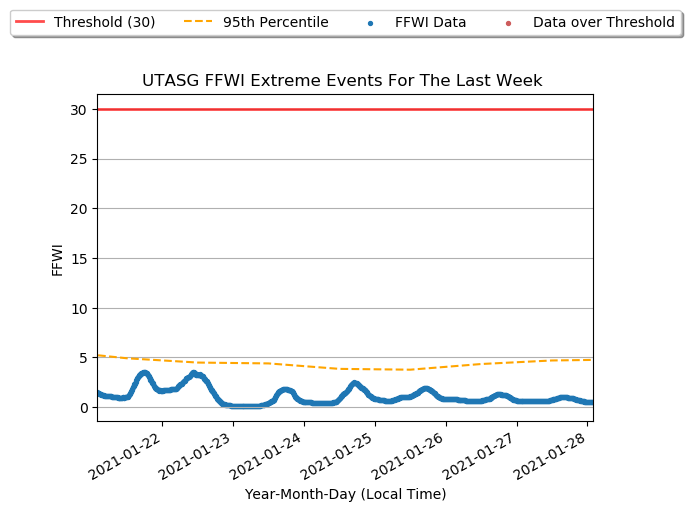 Threshold (30) 95th Percentile FFWI Data Data over Threshold
UTASG FFWI Extreme Events For The Last Week
30
25
20
15
10
5
0
FFWI
2021-01-22 2021-01-23 2021-01-24 2021-01-25 2021-01-26 2021-01-27 2021-01-28
Year-Month-Day (Local Time)